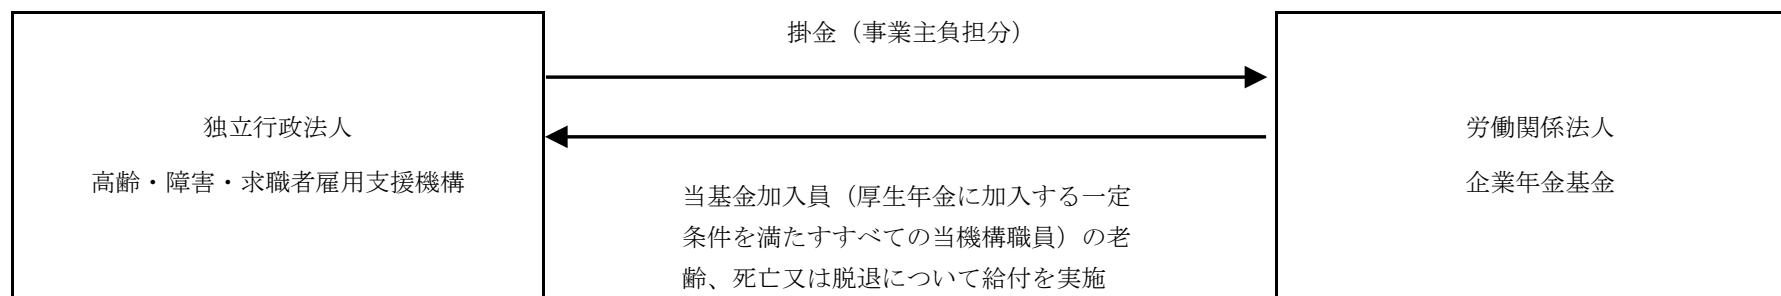 掛金（事業主負担分）
独立行政法人
高齢・障害・求職者雇用支援機構
当基金加入員（厚生年金に加入する一定
条件を満たすすべての当機構職員）の老
齢、死亡又は脱退について給付を実施
労働関係法人
企業年金基金